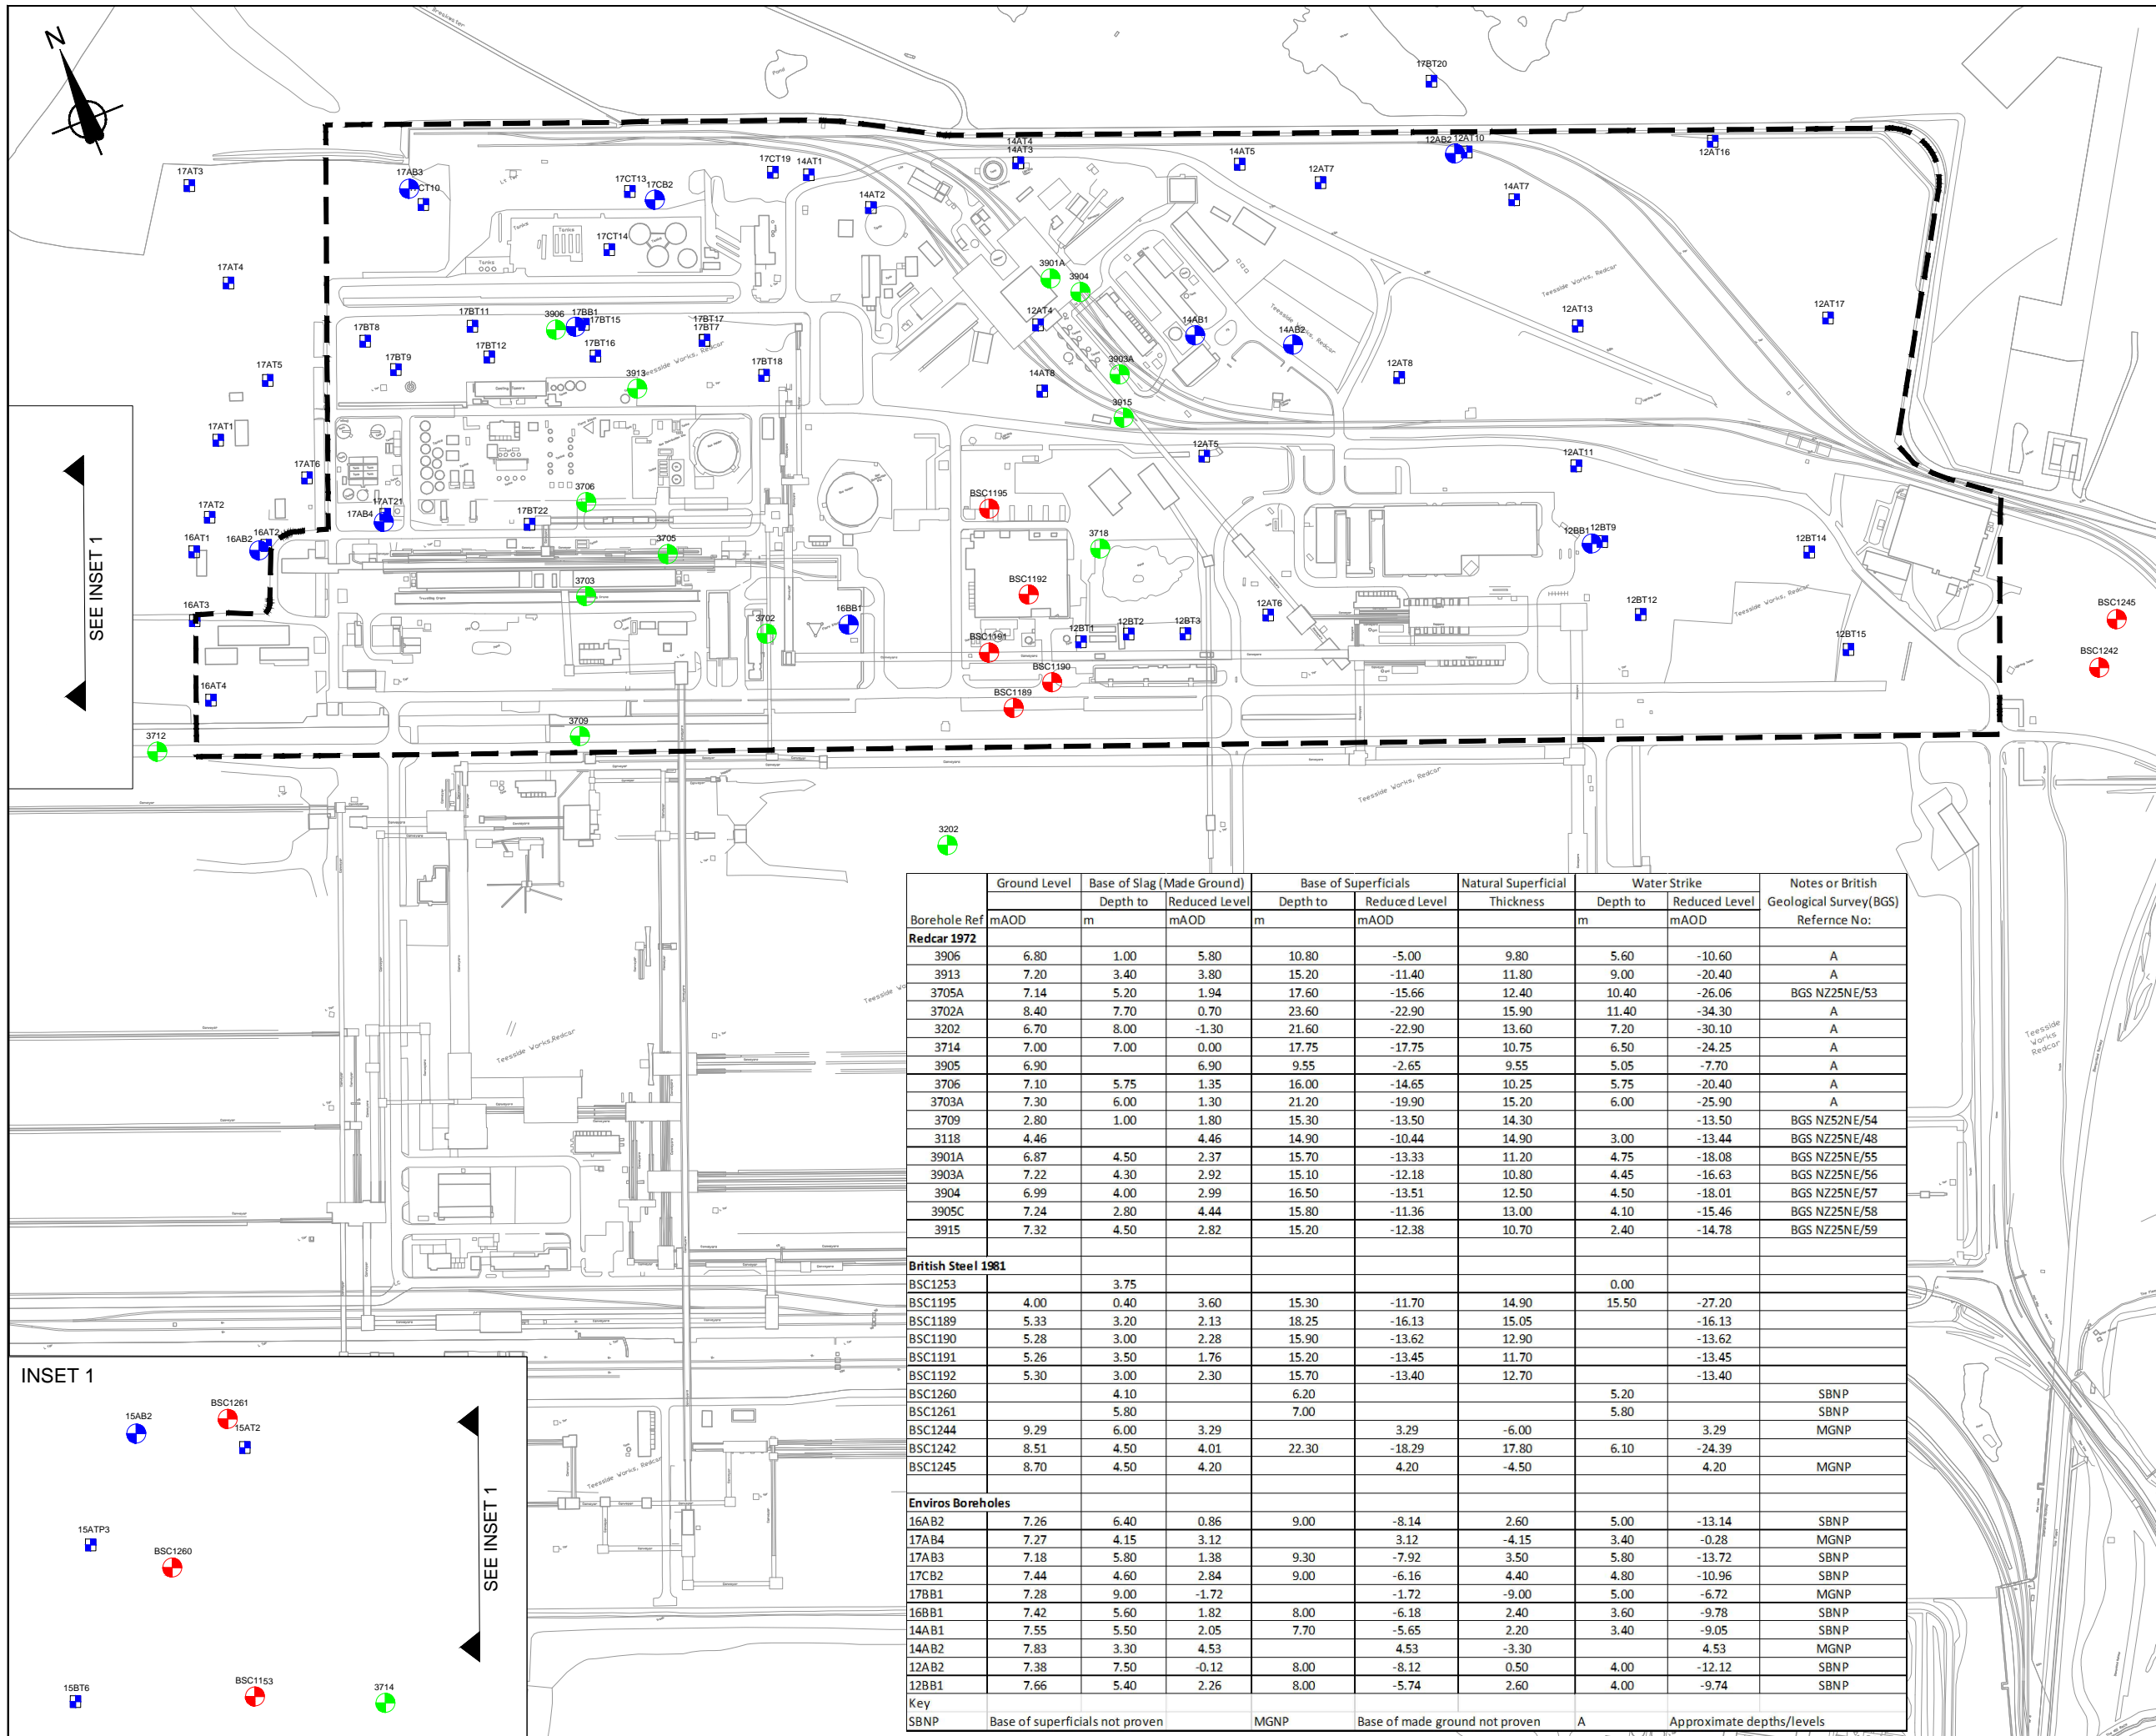 N
Breakwater
Pond
17BT20
17AT3
17AB3
CT10
17CT13
17CB2
17CT19
14AT1
14AT2
14AT4
14AT3
14AT5
12AT7
12AB2
12AT10
14AT7
12AT16
17CT14
Tanks
Tanks
17AT4
3901A
3904
Teesside Works, Redcar
Teesside Works, Redcar
17BT8
17BT9
17BT11
17BT12
3906
17BB1
17BT15
17BT16
17BT17
17BT7
Teesside Works, Redcar
17BT18
12AT4
14AB1
14AB2
12AT13
12AT17
17AT5
3913
14AT8
3903A
3915
12AT8
17AT1
17AT6
12AT5
12AT11
SEE INSET 1
17AT2
17AT21
17AB4
3706
17BT22
BSC1195
16AT1
16AB2
16AT2
3705
3718
12BB1
12BT9
12BT14
3703
BSC1192
16AT3
3702
16BB1
BSC1191
12BT1
12BT2
12BT3
12AT6
12BT12
Teesside Works, Redcar
12BT15
BSC1245
BSC1242
16AT4
BSC1190
BSC1189
3712
3709
Teesside Works, Redcar
3202
Teesside Works, Redcar
Teesside
Works
Redcar
Teesside Works, Redcar
Ground Level Base of Slag (Made Ground) Base of Superficials Natural Superficial Water Strike Notes or British
Depth to Reduced Level Depth to Reduced Level Thickness Depth to Reduced Level Geological Survey(BGS)
Borehole Ref mAOD m mAOD m mAOD m mAOD Refernce No:
Redcar 1972
3906 6.80 1.00 5.80 10.80 -5.00 9.80 5.60 -10.60 A
3913 7.20 3.40 3.80 15.20 -11.40 11.80 9.00 -20.40 A
3705A 7.14 5.20 1.94 17.60 -15.66 12.40 10.40 -26.06 BGS NZ25NE/53
3702A 8.40 7.70 0.70 23.60 -22.90 15.90 11.40 -34.30 A
3202 6.70 8.00 -1.30 21.60 -22.90 13.60 7.20 -30.10 A
3714 7.00 7.00 0.00 17.75 -17.75 10.75 6.50 -24.25 A
3905 6.90 6.90 9.55 -2.65 9.55 5.05 -7.70 A
3706 7.10 5.75 1.35 16.00 -14.65 10.25 5.75 -20.40 A
3703A 7.30 6.00 1.30 21.20 -19.90 15.20 6.00 -25.90 A
3709 2.80 1.00 1.80 15.30 -13.50 14.30 -13.50 BGS NZ52NE/54
3118 4.46 4.46 14.90 -10.44 14.90 3.00 -13.44 BGS NZ25NE/48
3901A 6.87 4.50 2.37 15.70 -13.33 11.20 4.75 -18.08 BGS NZ25NE/55
3903A 7.22 4.30 2.92 15.10 -12.18 10.80 4.45 -16.63 BGS NZ25NE/56
3904 6.99 4.00 2.99 16.50 -13.51 12.50 4.50 -18.01 BGS NZ25NE/57
3905C 7.24 2.80 4.44 15.80 -11.36 13.00 4.10 -15.46 BGS NZ25NE/58
3915 7.32 4.50 2.82 15.20 -12.38 10.70 2.40 -14.78 BGS NZ25NE/59
British Steel 1981
BSC1253 3.75 0.00
BSC1195 4.00 0.40 3.60 15.30 -11.70 14.90 15.50 -27.20
BSC1189 5.33 3.20 2.13 18.25 -16.13 15.05 -16.13
BSC1190 5.28 3.00 2.28 15.90 -13.62 12.90 -13.62
BSC1191 5.26 3.50 1.76 15.20 -13.45 11.70 -13.45
BSC1192 5.30 3.00 2.30 15.70 -13.40 12.70 -13.40
BSC1260 4.10 6.20 5.20 SBNP
BSC1261 5.80 7.00 5.80 SBNP
BSC1244 9.29 6.00 3.29 3.29 -6.00 3.29 MGNP
BSC1242 8.51 4.50 4.01 22.30 -18.29 17.80 6.10 -24.39
BSC1245 8.70 4.50 4.20 4.20 -4.50 4.20 MGNP
Enviros Boreholes
16AB2 7.26 6.40 0.86 9.00 -8.14 2.60 5.00 -13.14 SBNP
17AB4 7.27 4.15 3.12 3.12 -4.15 3.40 -0.28 MGNP
17AB3 7.18 5.80 1.38 9.30 -7.92 3.50 5.80 -13.72 SBNP
17CB2 7.44 4.60 2.84 9.00 -6.16 4.40 4.80 -10.96 SBNP
17BB1 7.28 9.00 -1.72 -1.72 -9.00 5.00 -6.72 MGNP
16BB1 7.42 5.60 1.82 8.00 -6.18 2.40 3.60 -9.78 SBNP
14AB1 7.55 5.50 2.05 7.70 -5.65 2.20 3.40 -9.05 SBNP
14AB2 7.83 3.30 4.53 4.53 -3.30 4.53 MGNP
12AB2 7.38 7.50 -0.12 8.00 -8.12 0.50 4.00 -12.12 SBNP
12BB1 7.66 5.40 2.26 8.00 -5.74 2.60 4.00 -9.74 SBNP
Key
SBNP Base of superficials not proven MGNP Base of made ground not proven A Approximate depths/levels
INSET 1
15AB2
BSC1261
15AT2
15ATP3
BSC1260
SEE INSET 1
15BT6
BSC1153
3714